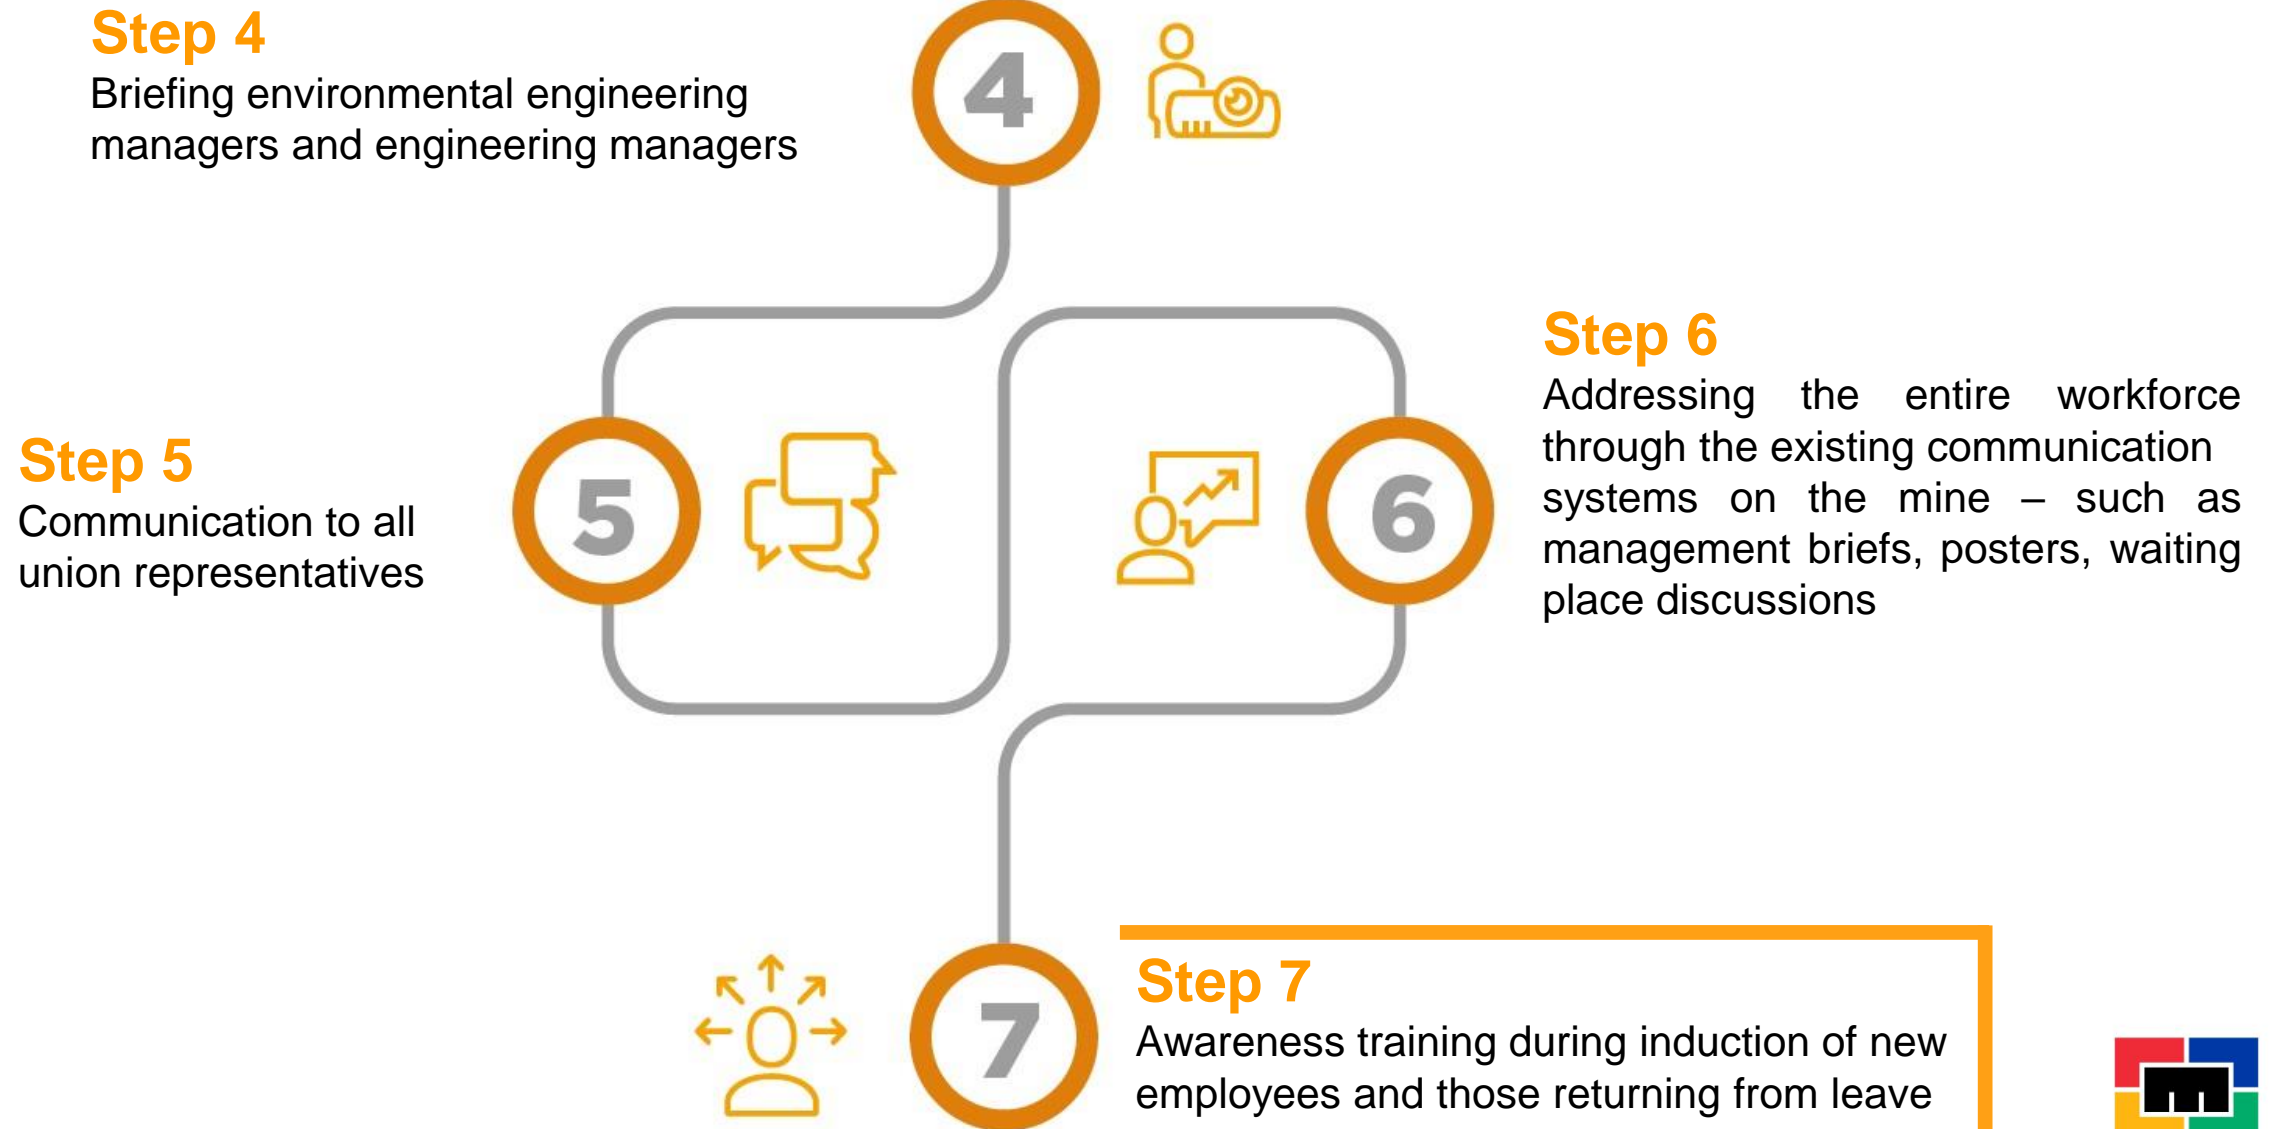 Step 4
Briefing environmental engineering
managers and engineering managers
4
Step 5
Communication to all
union representatives
5
6
Step 6
Addressing the entire workforce
through the existing communication
systems on the mine – such as
management briefs, posters, waiting
place discussions
7
Step 7
Awareness training during induction of new
employees and those returning from leave